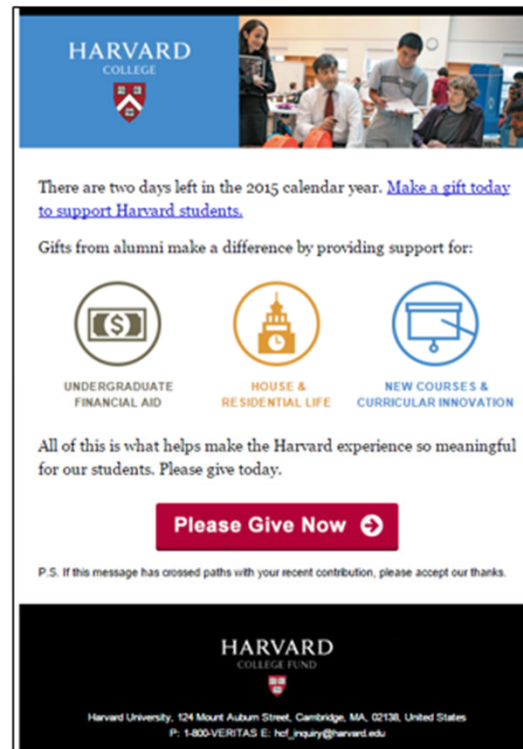 HARVARD
COLLEGE
There are two days left in the 2015 calendar year. Make a gift today
to support Harvard students.
Gifts from alumni make a difference by providing support for:
UNDERGRADUATE
FINANCIAL AID
HOUSE &
RESIDENTIAL LIFE
NEW COURSES &
CURRICULAR INNOVATION
All of this is what helps make the Harvard experience so meaningful
for our students. Please give today.
Please Give Now
P.S. If this message has crossed paths with your recent contribution, please accept our thanks.
HARVARD
COLLEGE FUND
Harvard University, 124 Mount Auburn Street, Cambridge, MA, 02138, United States
P: 1-800-VERITAS E: hcf_inquiry@harvard.edu